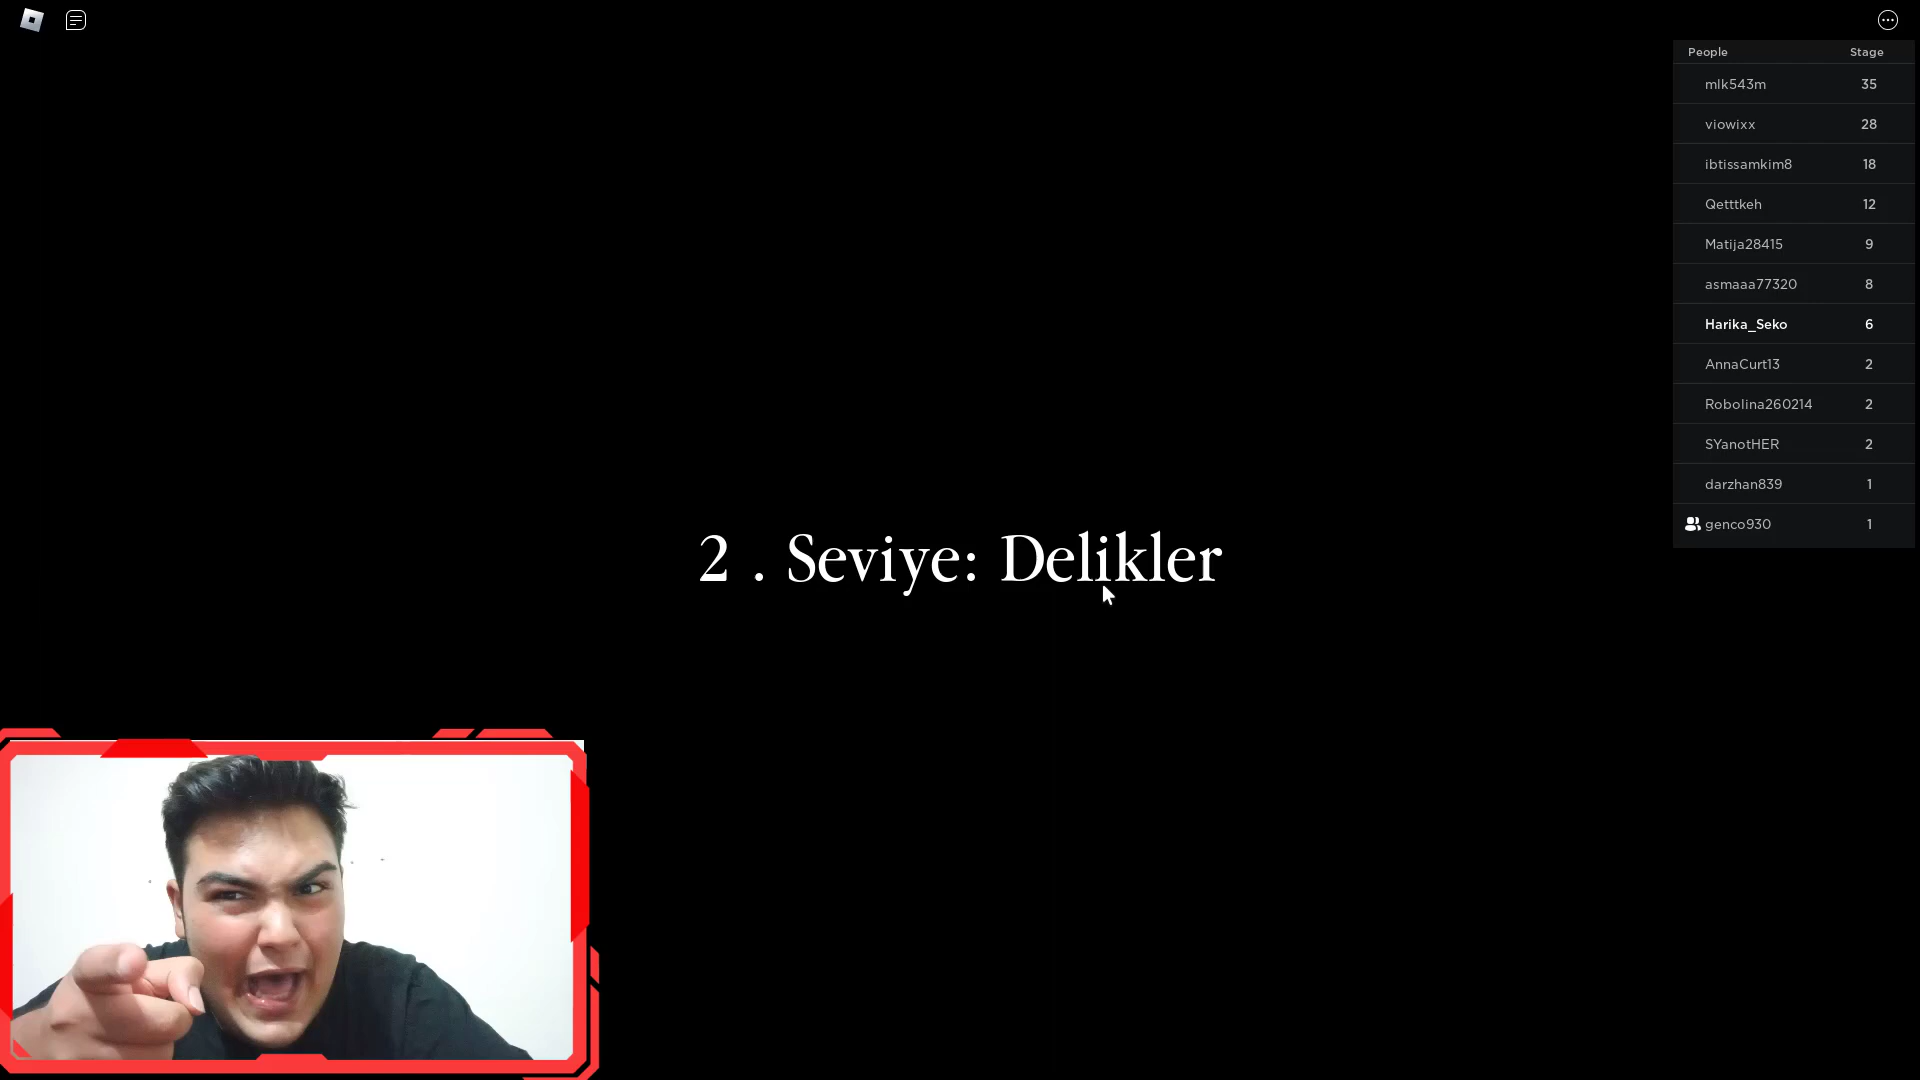 People Stage
mlk543m 35
viowixx 28
ibtissamkim8 18
Qetttkeh 12
Matija28415 9
asmaaa77320 8
Harika_Seko 6
AnnaCurt13 2
Robolina260214 2
SYanotHER 2
darzhan839 1
genco930 1
2 . Seviye: Delikler